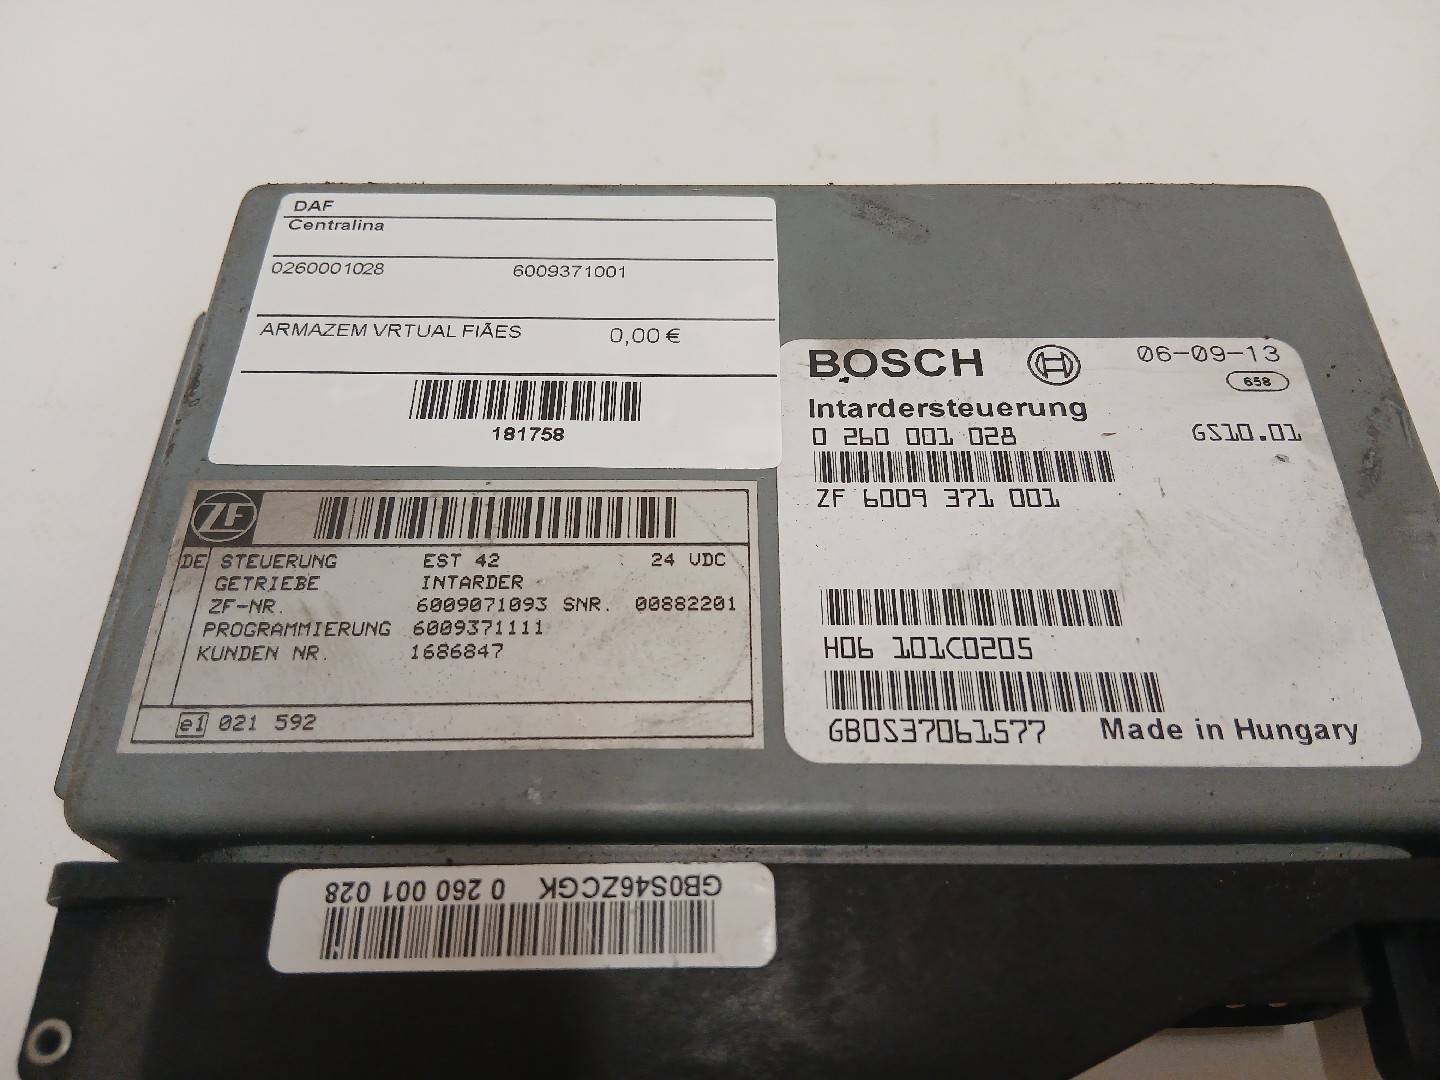 DAF
Centralina
0260001028 6009371001
ARMAZEM VRTUAL FIÃES 0,00 €
181758
BOSCH 06-09-13
658
Intardersteuerung
0 260 001 028 GS10.01
ZF 6009 371 001
H06 101C0205
GB0S37061577 Made in Hungary
ZF
DE STEUERUNG EST 42 24 VDC
GETRIEBE INTARDER
ZF-NR. 6009071093 SNR. 00882201
PROGRAMMIERUNG 6009371111
KUNDEN NR. 1686847
e1 021 592
GB0S46ZCGK 0 260 001 028